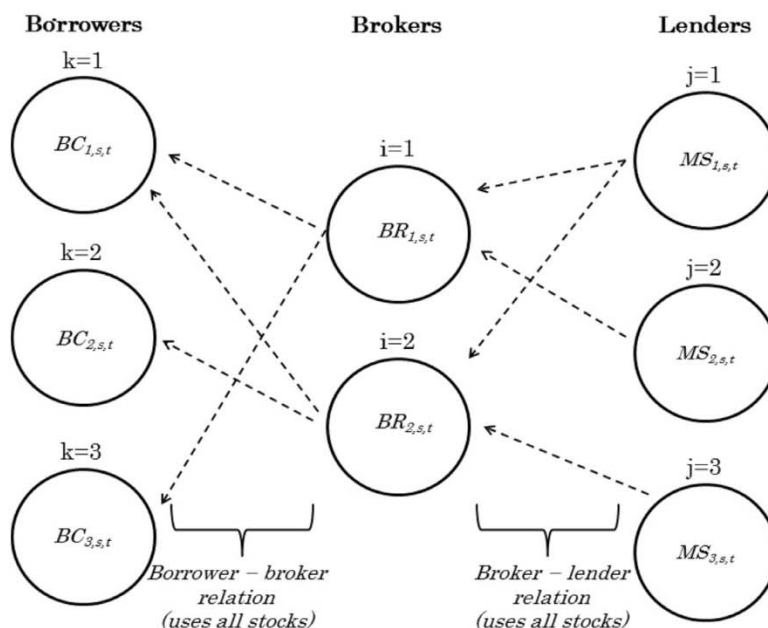 Borrowers
Brokers
Lenders
k=1
BC1,s,t
k=2
BC2,s,t
k=3
BC3,s,t
i=1
BR1,s,t
i=2
BR2,s,t
j=1
MS1,s,t
j=2
MS2,s,t
j=3
MS3,s,t
Borrower – broker
relation
(uses all stocks)
Broker – lender
relation
(uses all stocks)